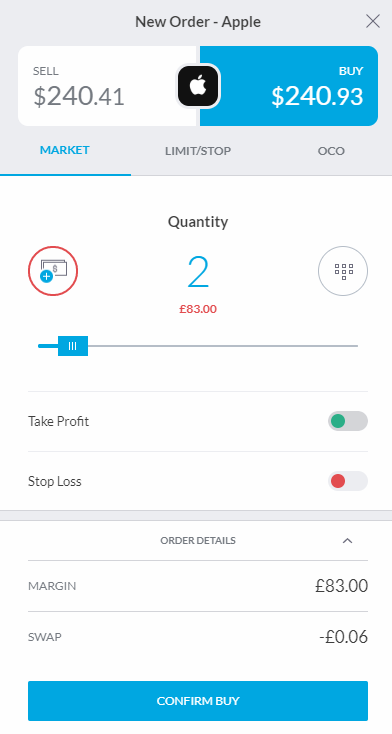 New Order - Apple
SELL
$240.41
BUY
$240.93
MARKET
LIMIT/STOP
OCO
Quantity
2
£83.00
Take Profit
Stop Loss
ORDER DETAILS
MARGIN
£83.00
SWAP
-£0.06
CONFIRM BUY